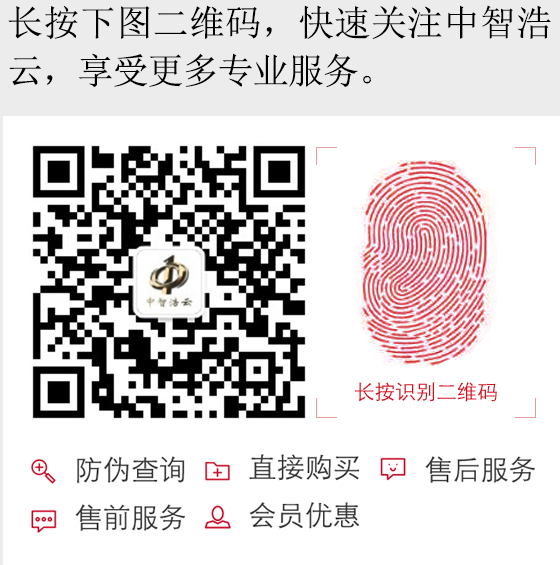 长按下图二维码，快速关注中智浩
云，享受更多专业服务。
中智浩云
长按识别二维码
防伪查询
直接购买
售后服务
售前服务
会员优惠